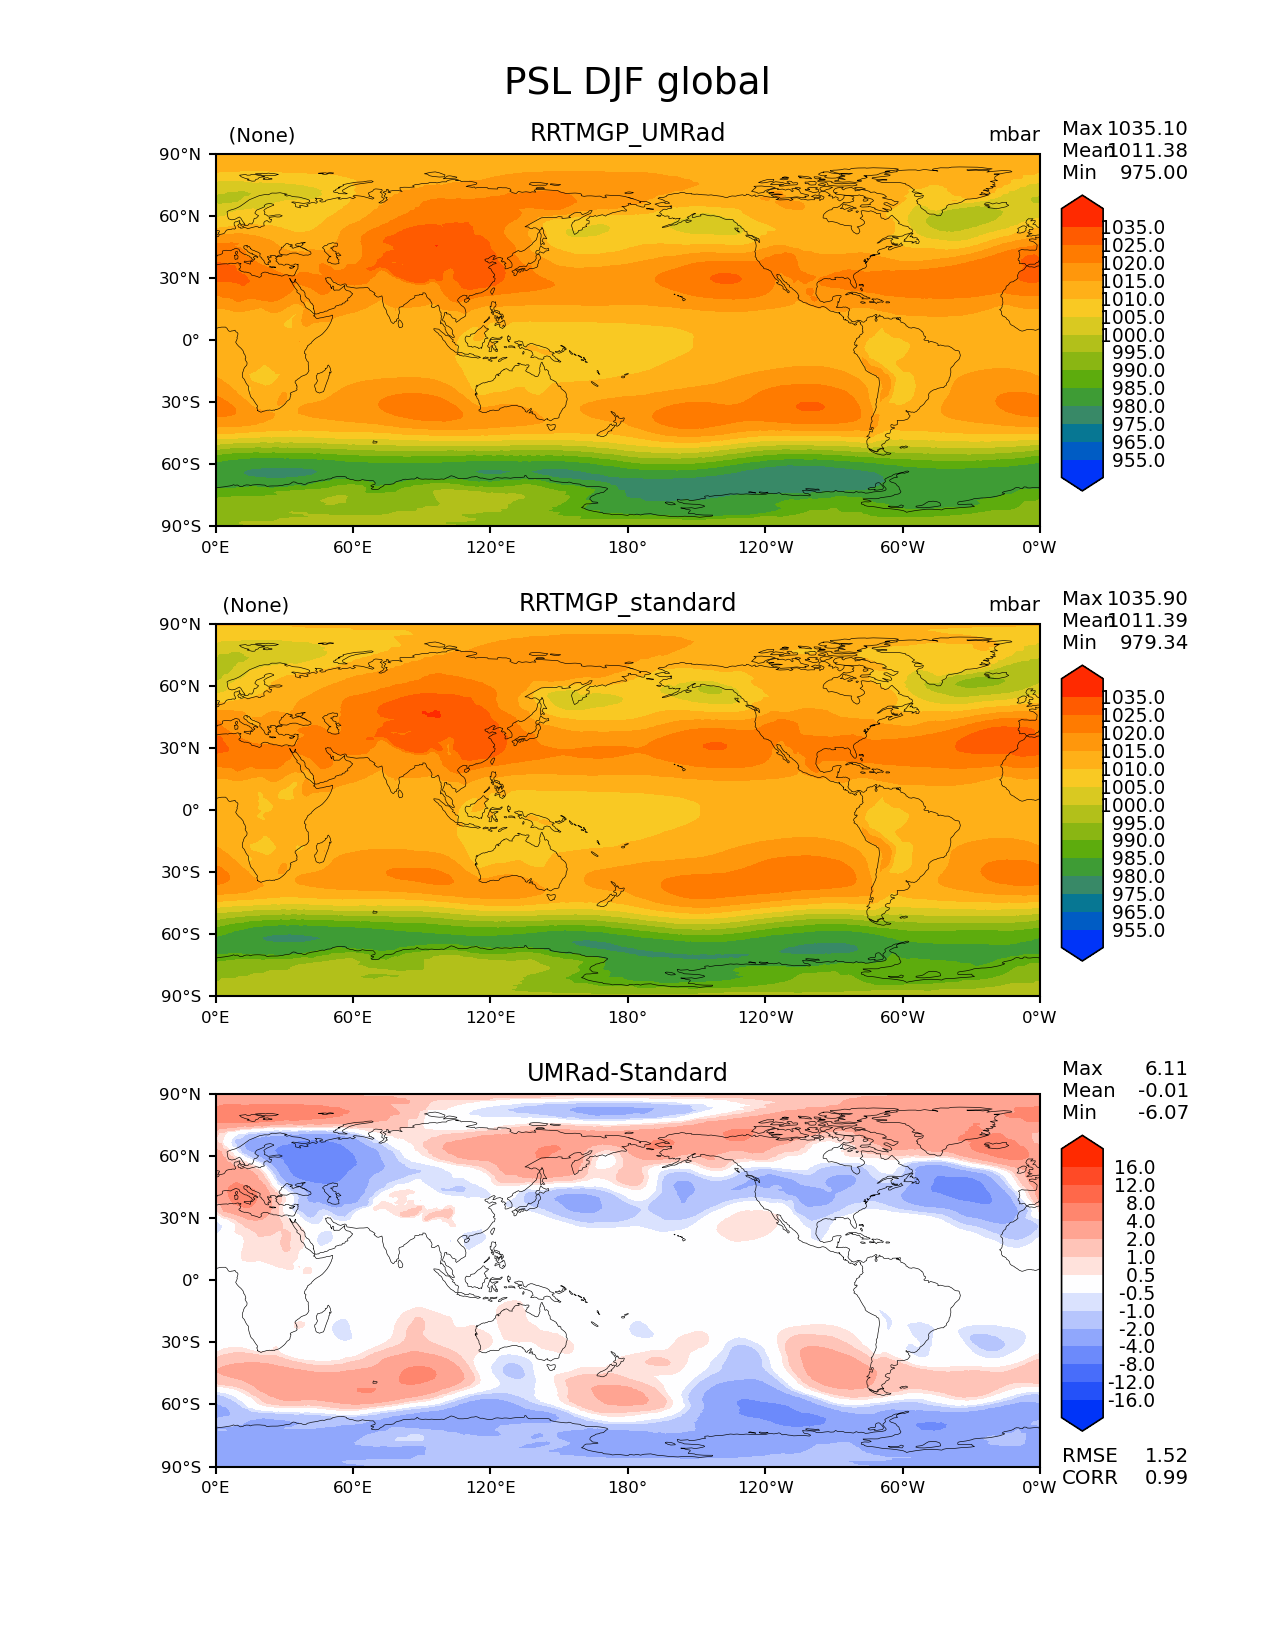 PSL DJF global
(None) RRTMGP_UMRad mbar
Max 1035.10
Mean 1011.38
Min 975.00
90°N
60°N
30°N
0°
30°S
60°S
90°S
0°E 60°E 120°E 180° 120°W 60°W 0°W
1035.0
1025.0
1020.0
1015.0
1010.0
1005.0
1000.0
995.0
990.0
985.0
980.0
975.0
965.0
955.0
(None) RRTMGP_standard mbar
Max 1035.90
Mean 1011.39
Min 979.34
90°N
60°N
30°N
0°
30°S
60°S
90°S
0°E 60°E 120°E 180° 120°W 60°W 0°W
1035.0
1025.0
1020.0
1015.0
1010.0
1005.0
1000.0
995.0
990.0
985.0
980.0
975.0
965.0
955.0
UMRad-Standard
Max 6.11
Mean -0.01
Min -6.07
90°N
60°N
30°N
0°
30°S
60°S
90°S
0°E 60°E 120°E 180° 120°W 60°W 0°W
16.0
12.0
8.0
4.0
2.0
1.0
0.5
-0.5
-1.0
-2.0
-4.0
-8.0
-12.0
-16.0
RMSE 1.52
CORR 0.99